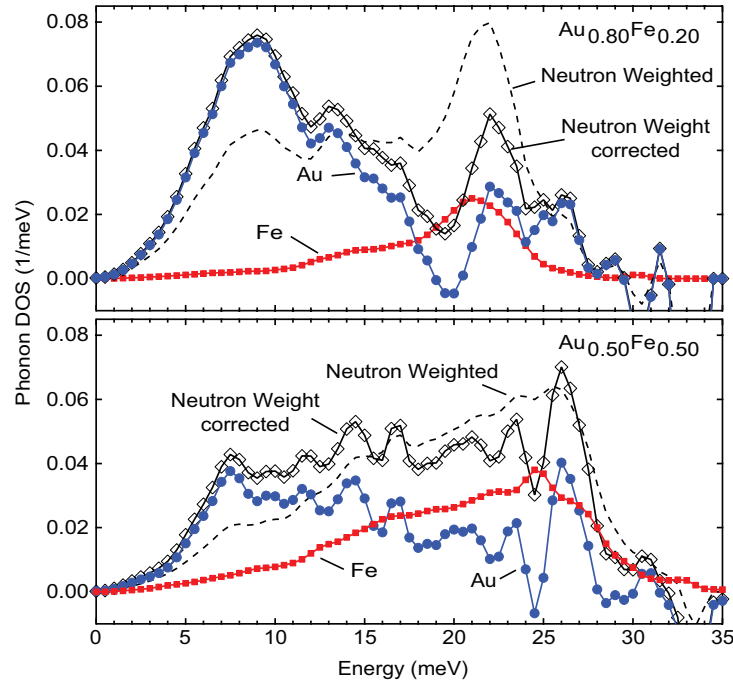 0.08
Au0.80Fe0.20
Neutron Weighted
0.06
Neutron Weight
corrected
0.04
Au
0.02
Fe
0.00
Phonon DOS (1/meV)
0.08
Au0.50Fe0.50
Neutron Weighted
0.06
Neutron Weight
corrected
0.04
0.02
Fe
Au
0.00
0 5 10 15 20 25 30 35
Energy (meV)